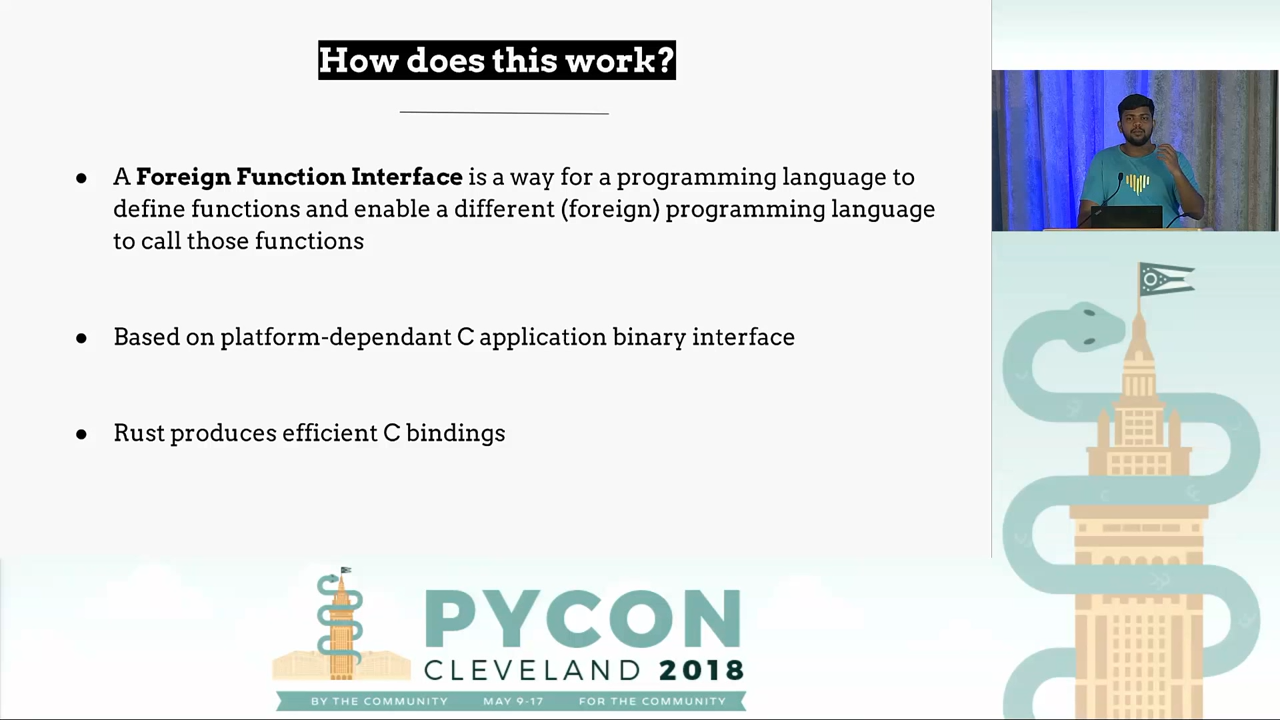 How does this work?
● A Foreign Function Interface is a way for a programming language to
define functions and enable a different (foreign) programming language
to call those functions
● Based on platform-dependant C application binary interface
● Rust produces efficient C bindings
PYCON
CLEVELAND 2018
BY THE COMMUNITY MAY 9-17 FOR THE COMMUNITY